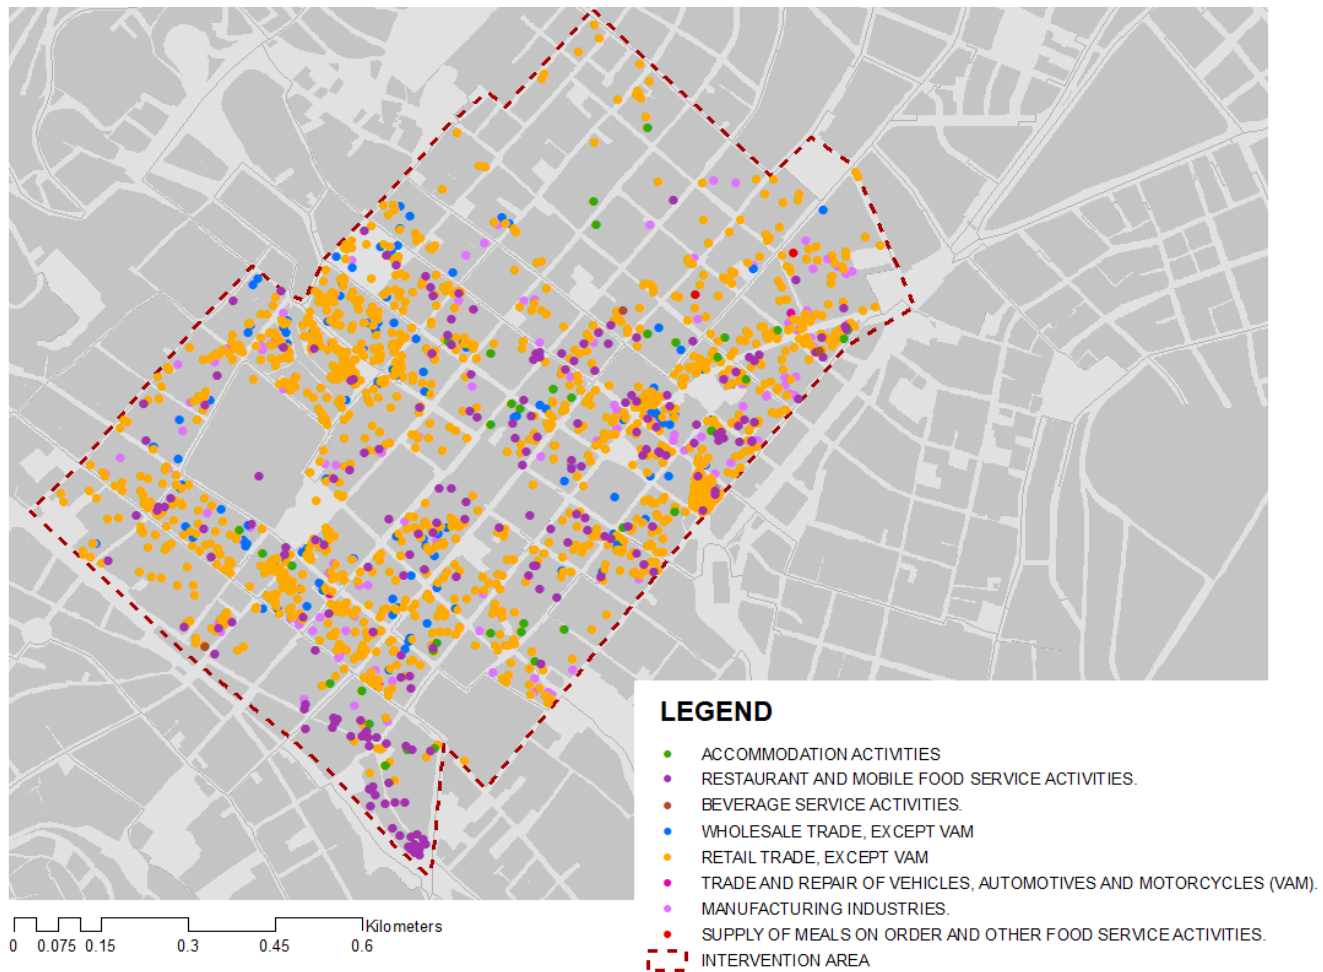 LEGEND
ACCOMMODATION ACTIVITIES
RESTAURANT AND MOBILE FOOD SERVICE ACTIVITIES.
BEVERAGE SERVICE ACTIVITIES.
WHOLESALE TRADE, EXCEPT VAM
RETAIL TRADE, EXCEPT VAM
TRADE AND REPAIR OF VEHICLES, AUTOMOTIVES AND MOTORCYCLES (VAM).
MANUFACTURING INDUSTRIES.
SUPPLY OF MEALS ON ORDER AND OTHER FOOD SERVICE ACTIVITIES.
INTERVENTION AREA
Kilometers
0 0.075 0.15 0.3 0.45 0.6